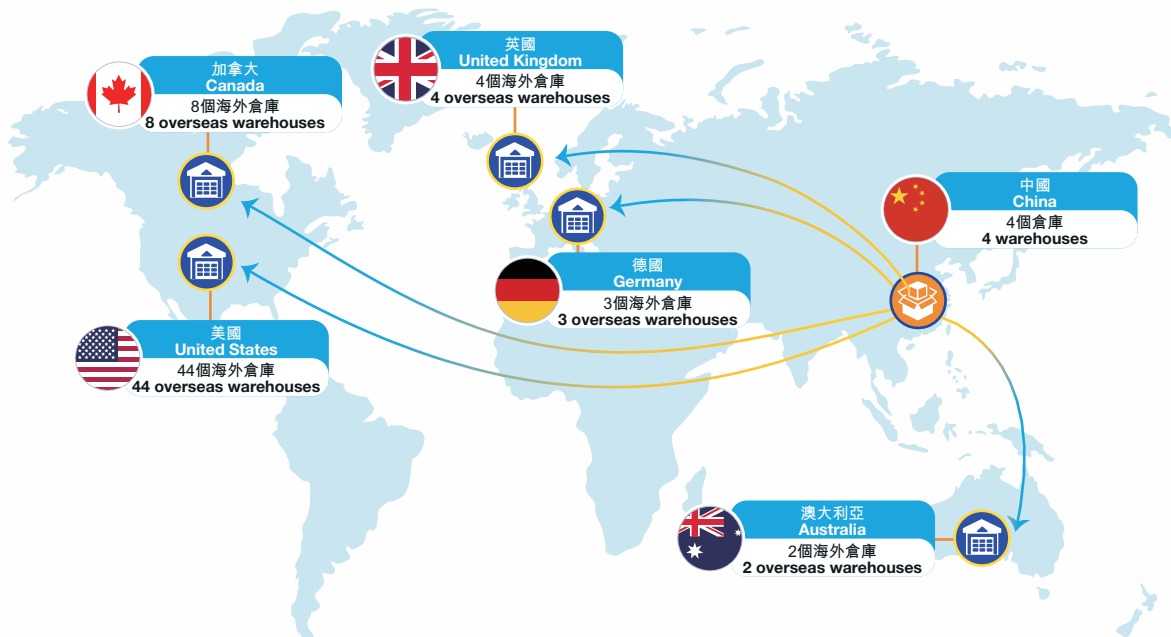 加拿大
Canada
8個海外倉庫
8 overseas warehouses
英國
United Kingdom
4個海外倉庫
4 overseas warehouses
中國
China
4個倉庫
4 warehouses
德國
Germany
3個海外倉庫
3 overseas warehouses
美國
United States
44個海外倉庫
44 overseas warehouses
澳大利亞
Australia
2個海外倉庫
2 overseas warehouses